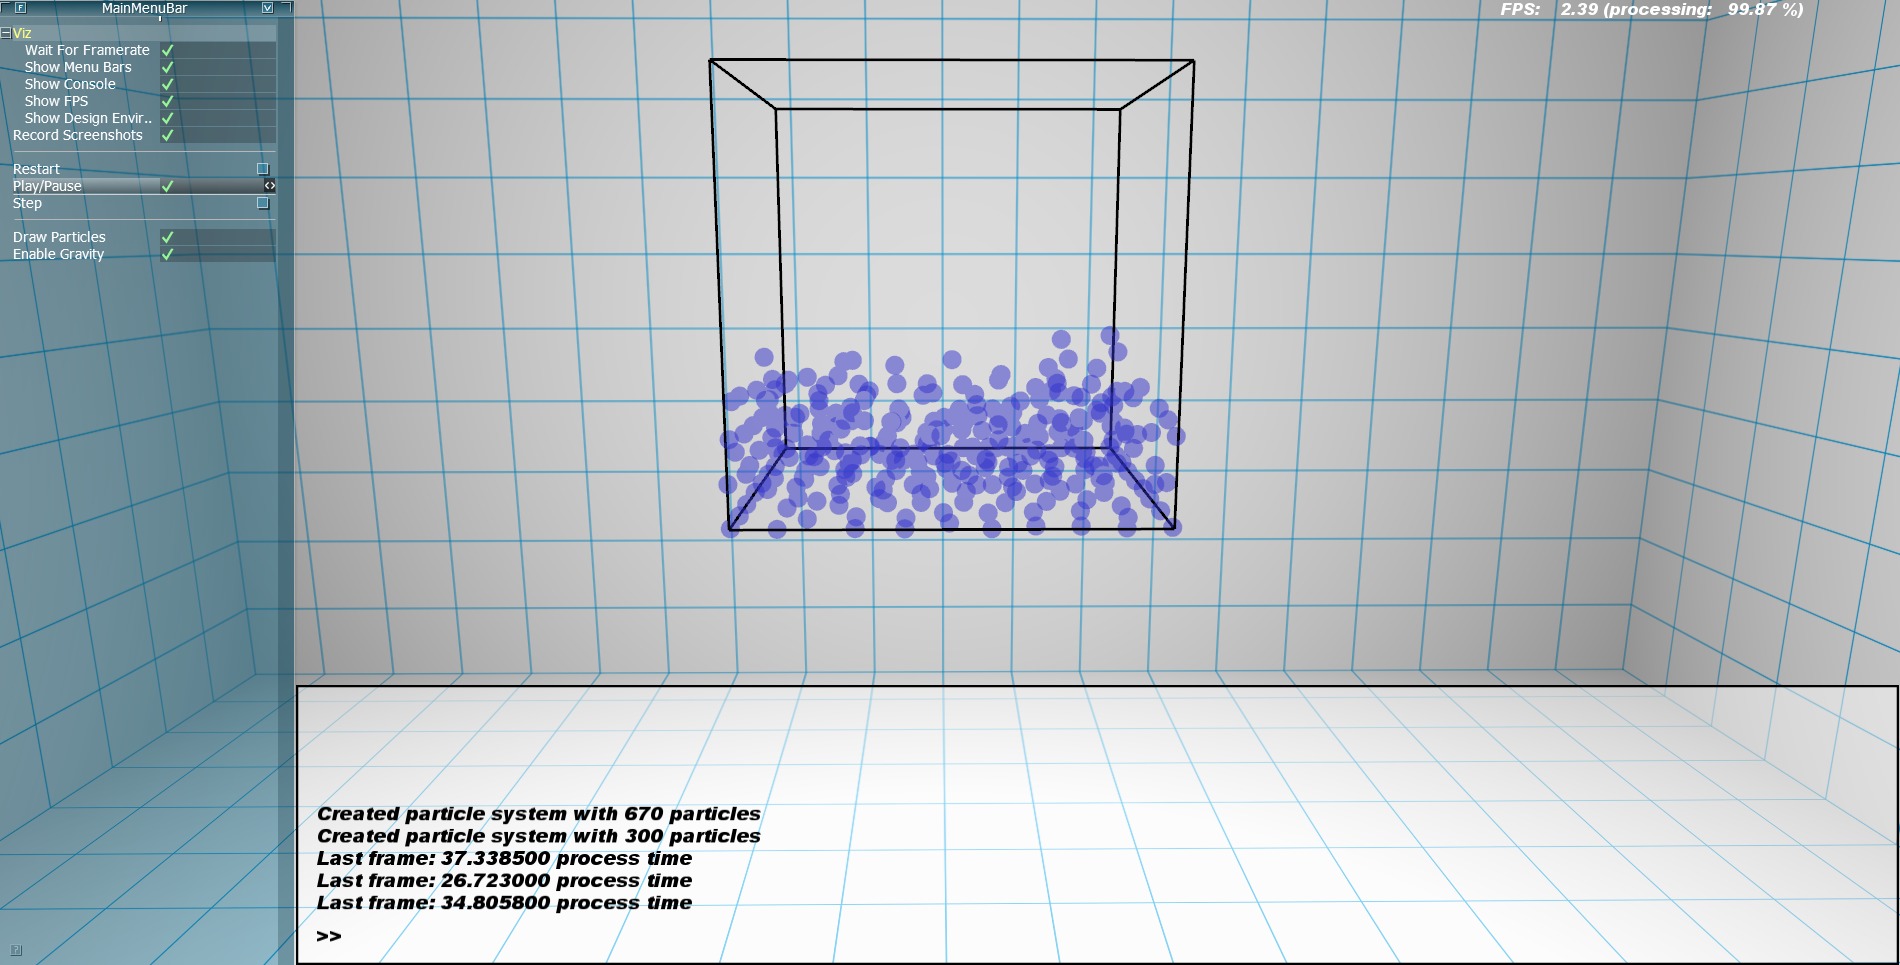 MainMenuBar
FPS: 2.39 (processing: 99.87 %)
Viz
Wait For Framerate
Show Menu Bars
Show Console
Show FPS
Show Design Envir..
Record Screenshots
Restart
Play/Pause
Step
Draw Particles
Enable Gravity
Created particle system with 670 particles
Created particle system with 300 particles
Last frame: 37.338500 process time
Last frame: 26.723000 process time
Last frame: 34.805800 process time
>>